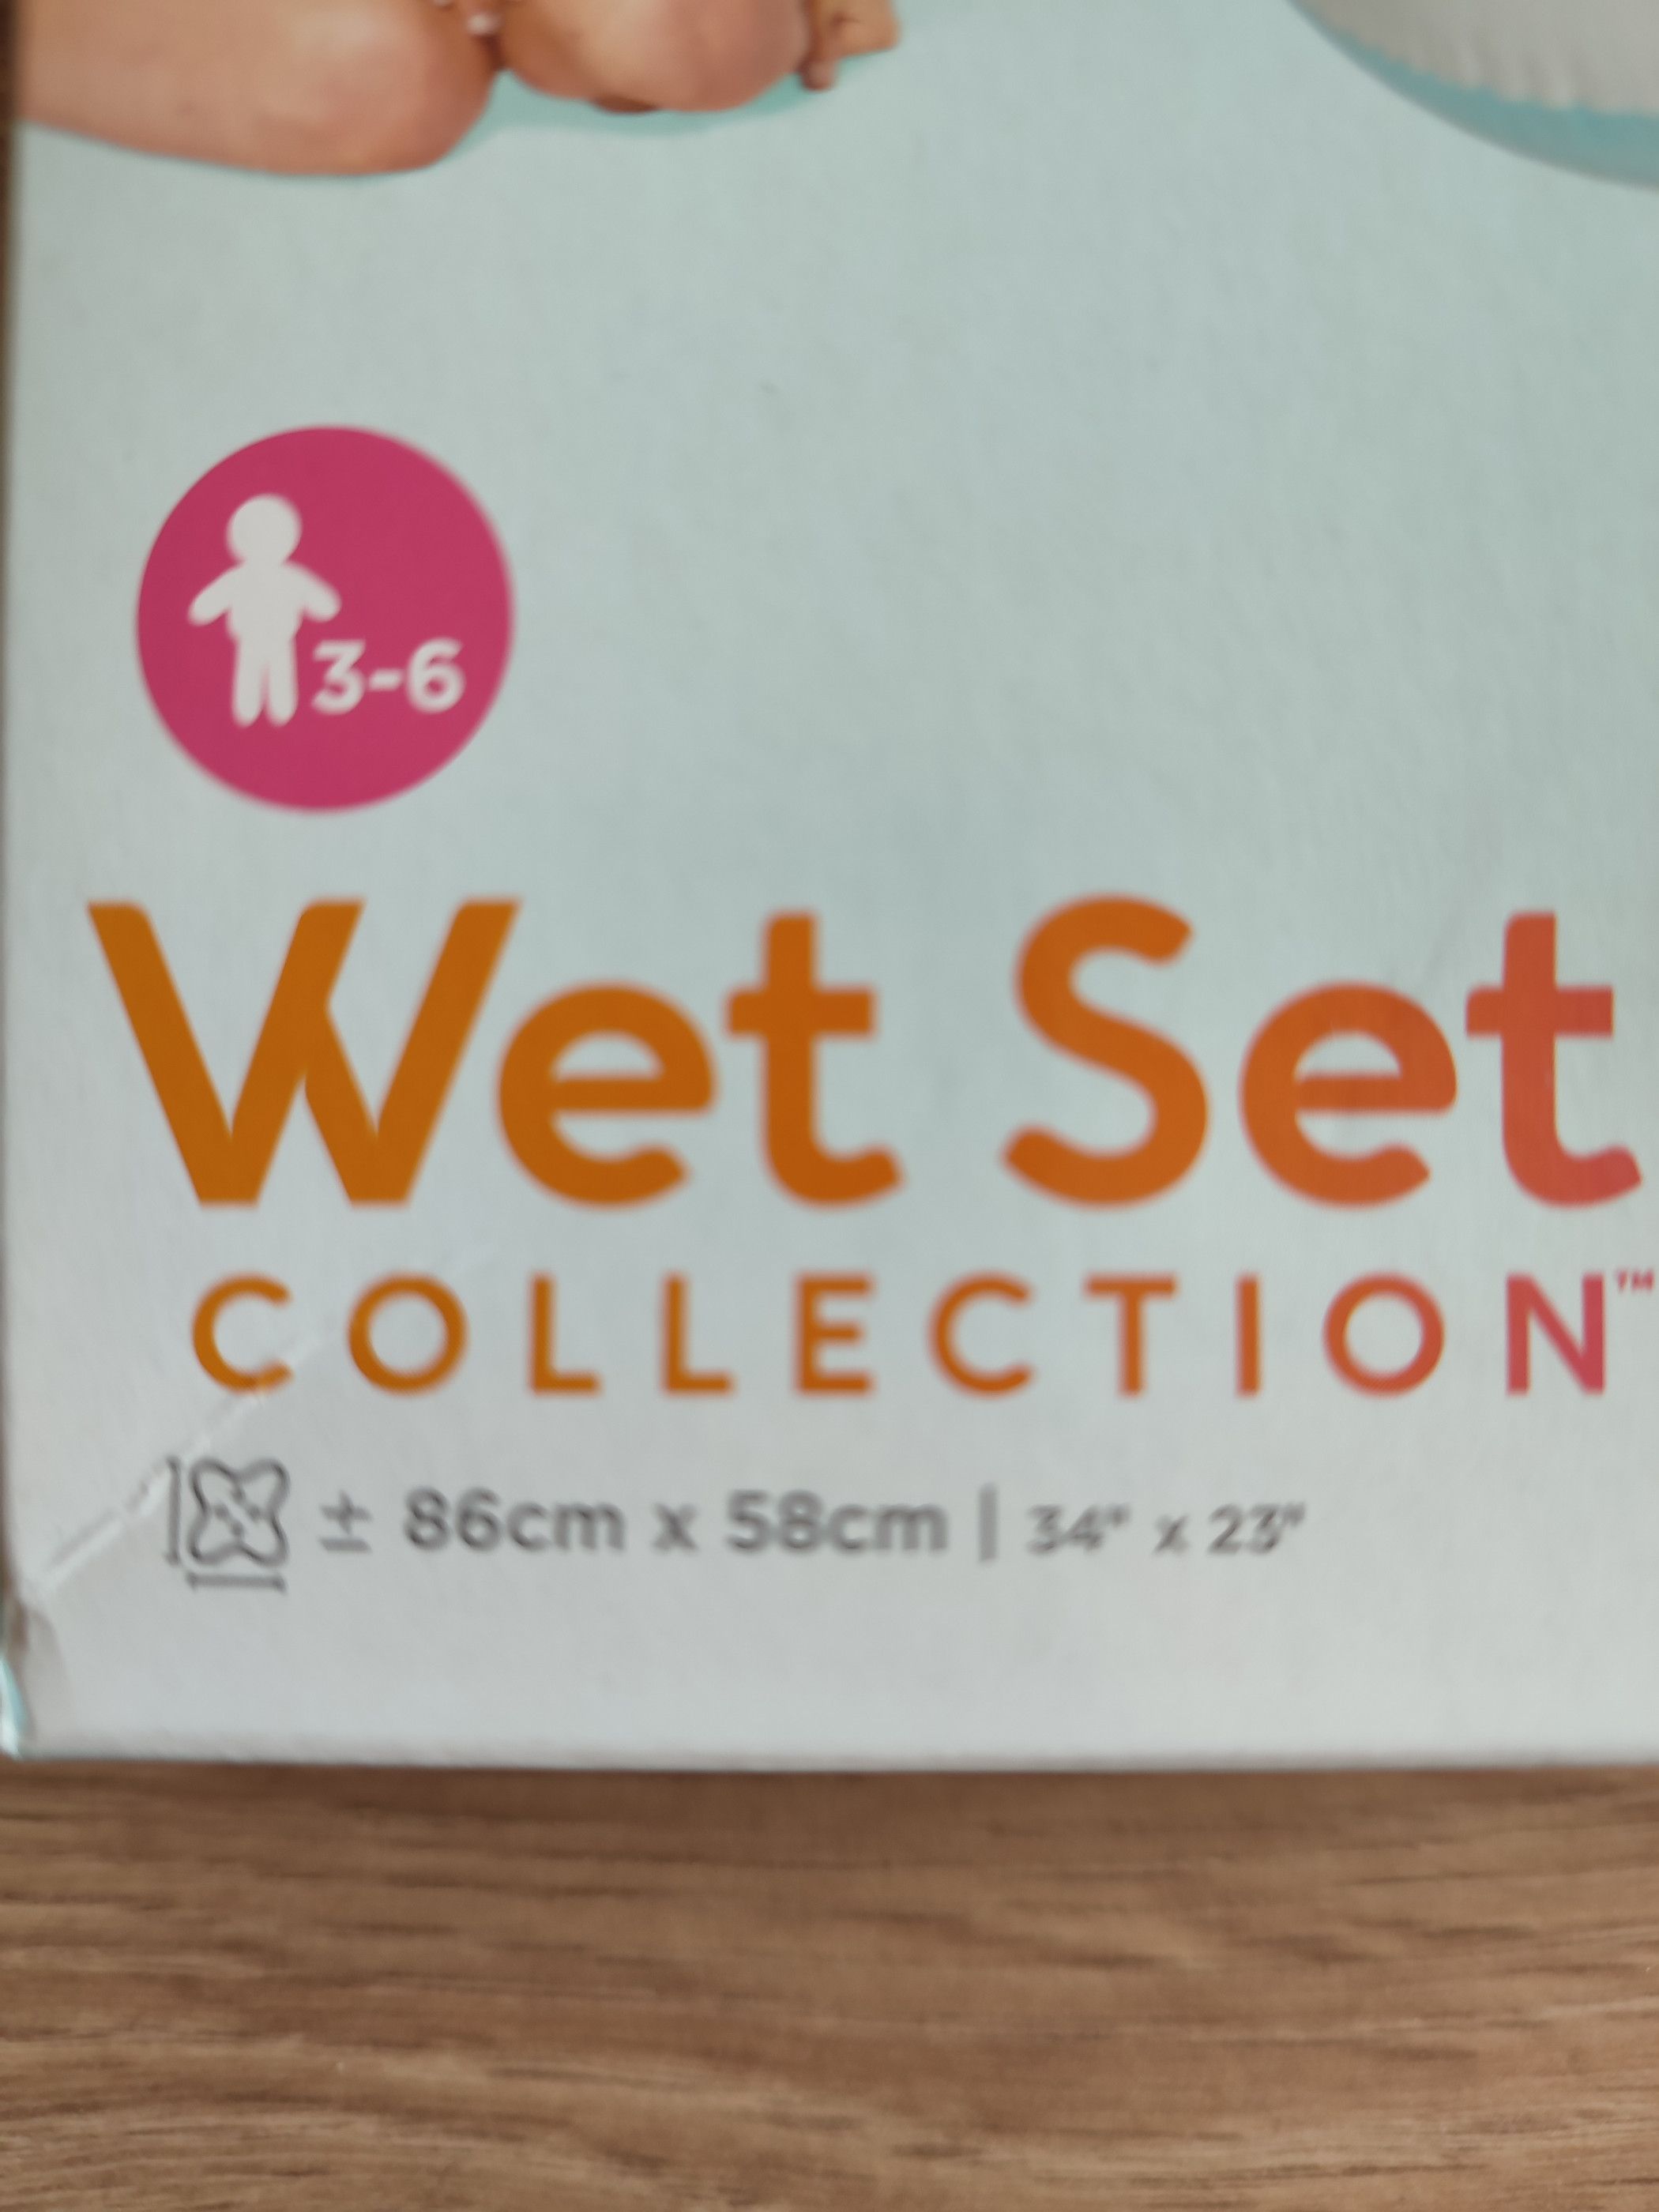 3-6
Wet Set
COLLECTION™
± 86cm x 58cm | 34" x 23"